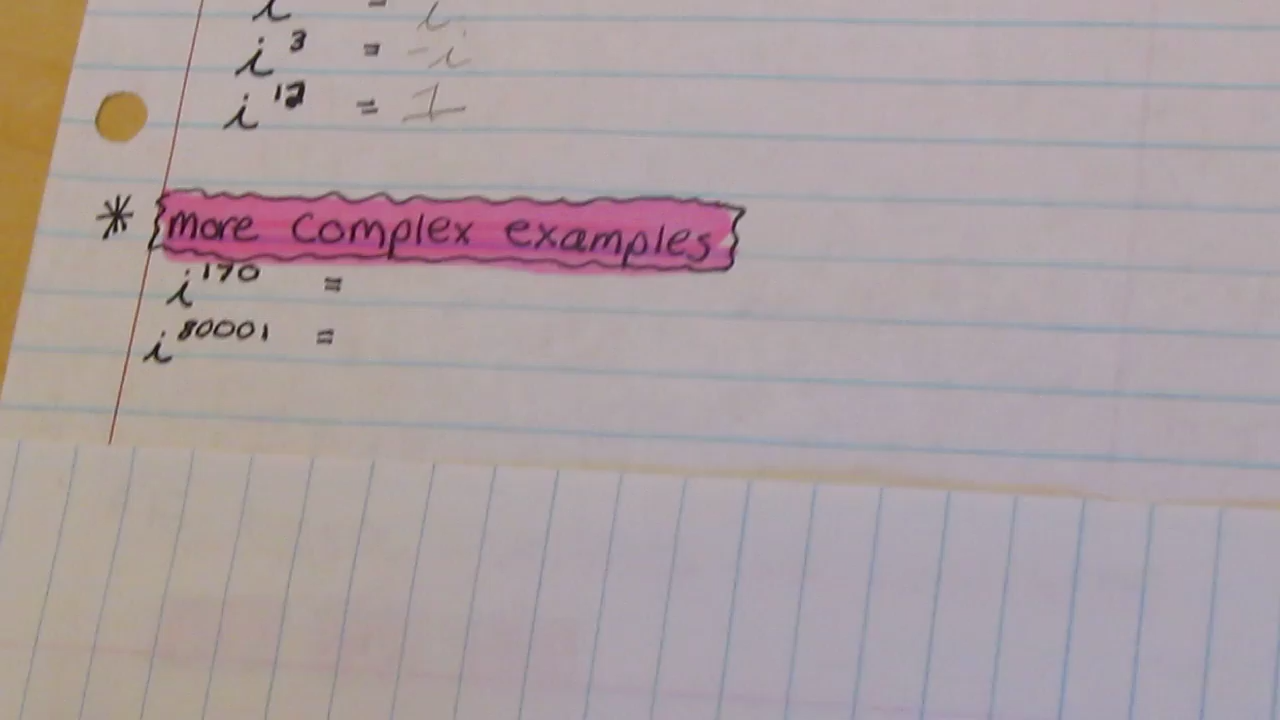 i = i
i³ = -i
i¹² = 1
* more complex examples
i¹⁷⁰ =
i⁸⁰⁰⁰¹ =